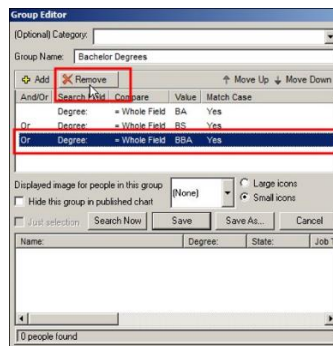 Group Editor
(Optional) Category:
Group Name: Bachelor Degrees
Add Remove Move Up Move Down
And/Or Search Field Compare Value Match Case
Degree: = Whole Field BA Yes
Or Degree: = Whole Field BS Yes
Or Degree: = Whole Field BBA Yes
Displayed image for people in this group (None) Large icons
Small icons
Hide this group in published chart
Just selection Search Now Save Save As... Cancel
Name: Degree: State: Job T
0 people found